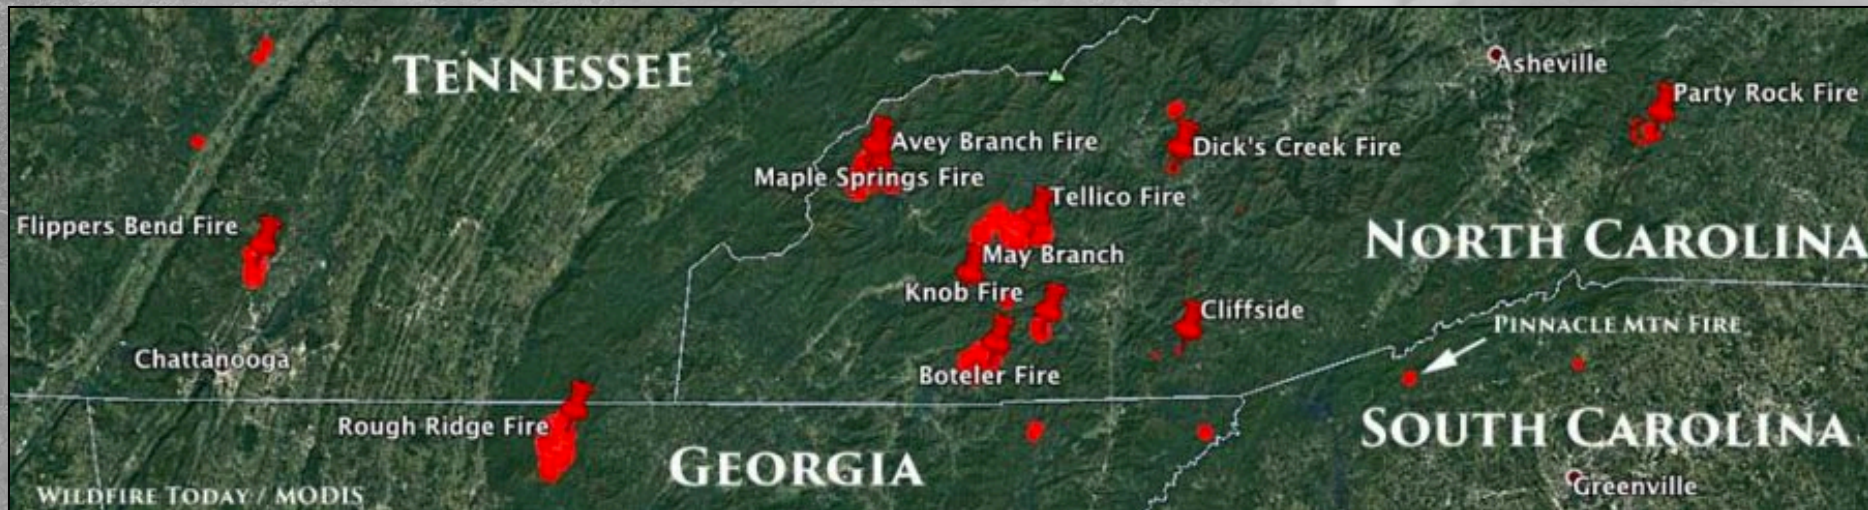 TENNESSEE
Asheville
Party Rock Fire
Avey Branch Fire
Dick's Creek Fire
Maple Springs Fire
Tellico Fire
Flippers Bend Fire
NORTH CAROLINA
May Branch
Knob Fire
Cliffside
PINNACLE MTN FIRE
Chattanooga
Boteler Fire
Rough Ridge Fire
SOUTH CAROLINA
GEORGIA
Greenville
WILDFIRE TODAY / MODIS